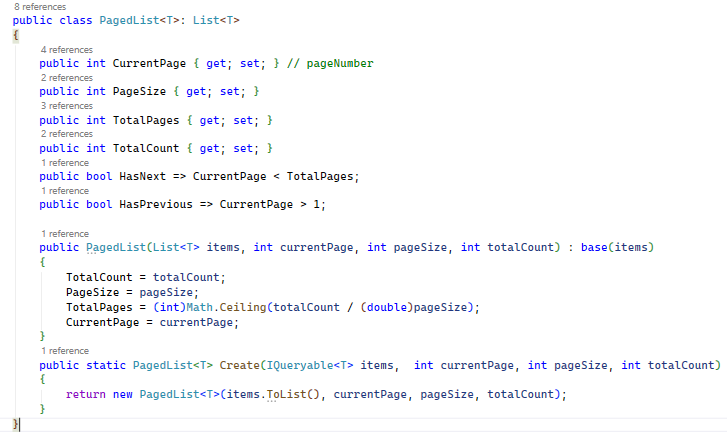 8 references
public class PagedList<T>: List<T>
{
4 references
public int CurrentPage { get; set; } // pageNumber
2 references
public int PageSize { get; set; }
3 references
public int TotalPages { get; set; }
2 references
public int TotalCount { get; set; }
1 reference
public bool HasNext => CurrentPage < TotalPages;
1 reference
public bool HasPrevious => CurrentPage > 1;
1 reference
public PagedList(List<T> items, int currentPage, int pageSize, int totalCount) : base(items)
{
TotalCount = totalCount;
PageSize = pageSize;
TotalPages = (int)Math.Ceiling(totalCount / (double)pageSize);
CurrentPage = currentPage;
}
1 reference
public static PagedList<T> Create(IQueryable<T> items,  int currentPage, int pageSize, int totalCount)
{
return new PagedList<T>(items.ToList(), currentPage, pageSize, totalCount);
}
}